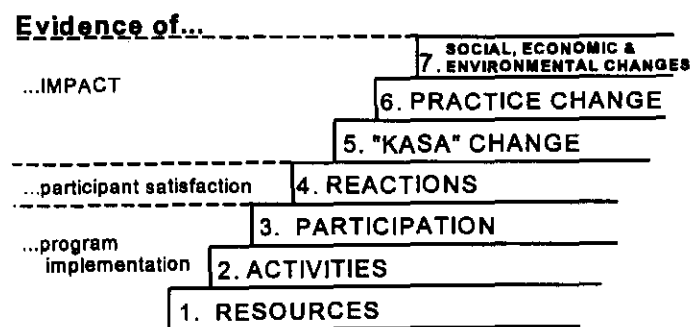 Evidence of...
7. SOCIAL, ECONOMIC &
ENVIRONMENTAL CHANGES
...IMPACT
6. PRACTICE CHANGE
5. "KASA" CHANGE
...participant satisfaction
4. REACTIONS
3. PARTICIPATION
...program
implementation
2. ACTIVITIES
1. RESOURCES